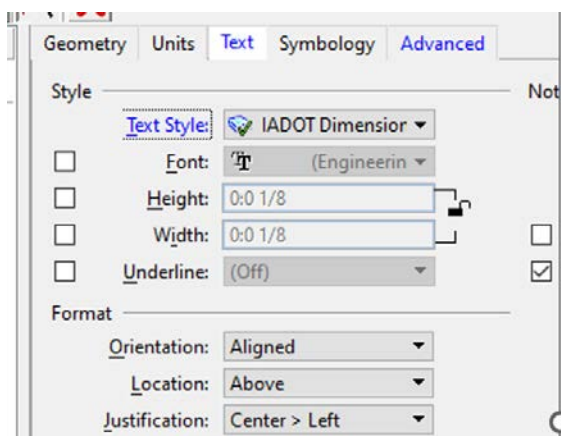 Geometry Units Text Symbology Advanced
Style Not
Text Style: IADOT Dimension
Font: (Engineerin
Height: 0:0 1/8
Width: 0:0 1/8
Underline: (Off)
Format
Orientation: Aligned
Location: Above
Justification: Center > Left